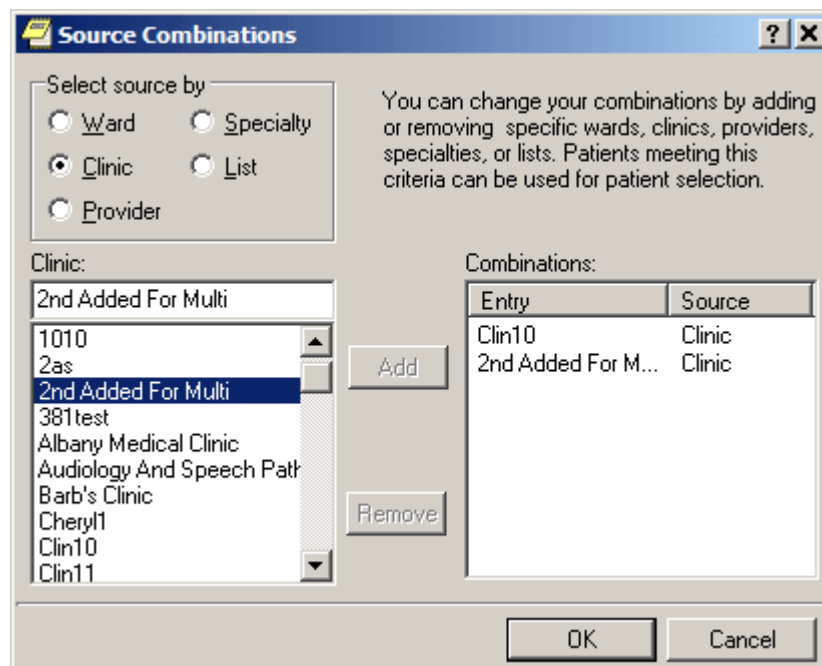 Source Combinations
Select source by
Ward Specialty
Clinic List
Provider
You can change your combinations by adding
or removing specific wards, clinics, providers,
specialties, or lists. Patients meeting this
criteria can be used for patient selection.
Clinic:
2nd Added For Multi
1010
2as
2nd Added For Multi
381test
Albany Medical Clinic
Audiology And Speech Path
Barb's Clinic
Cheryl1
Clin10
Clin11
Add
Remove
Combinations:
Entry Source
Clin10 Clinic
2nd Added For M... Clinic
OK Cancel